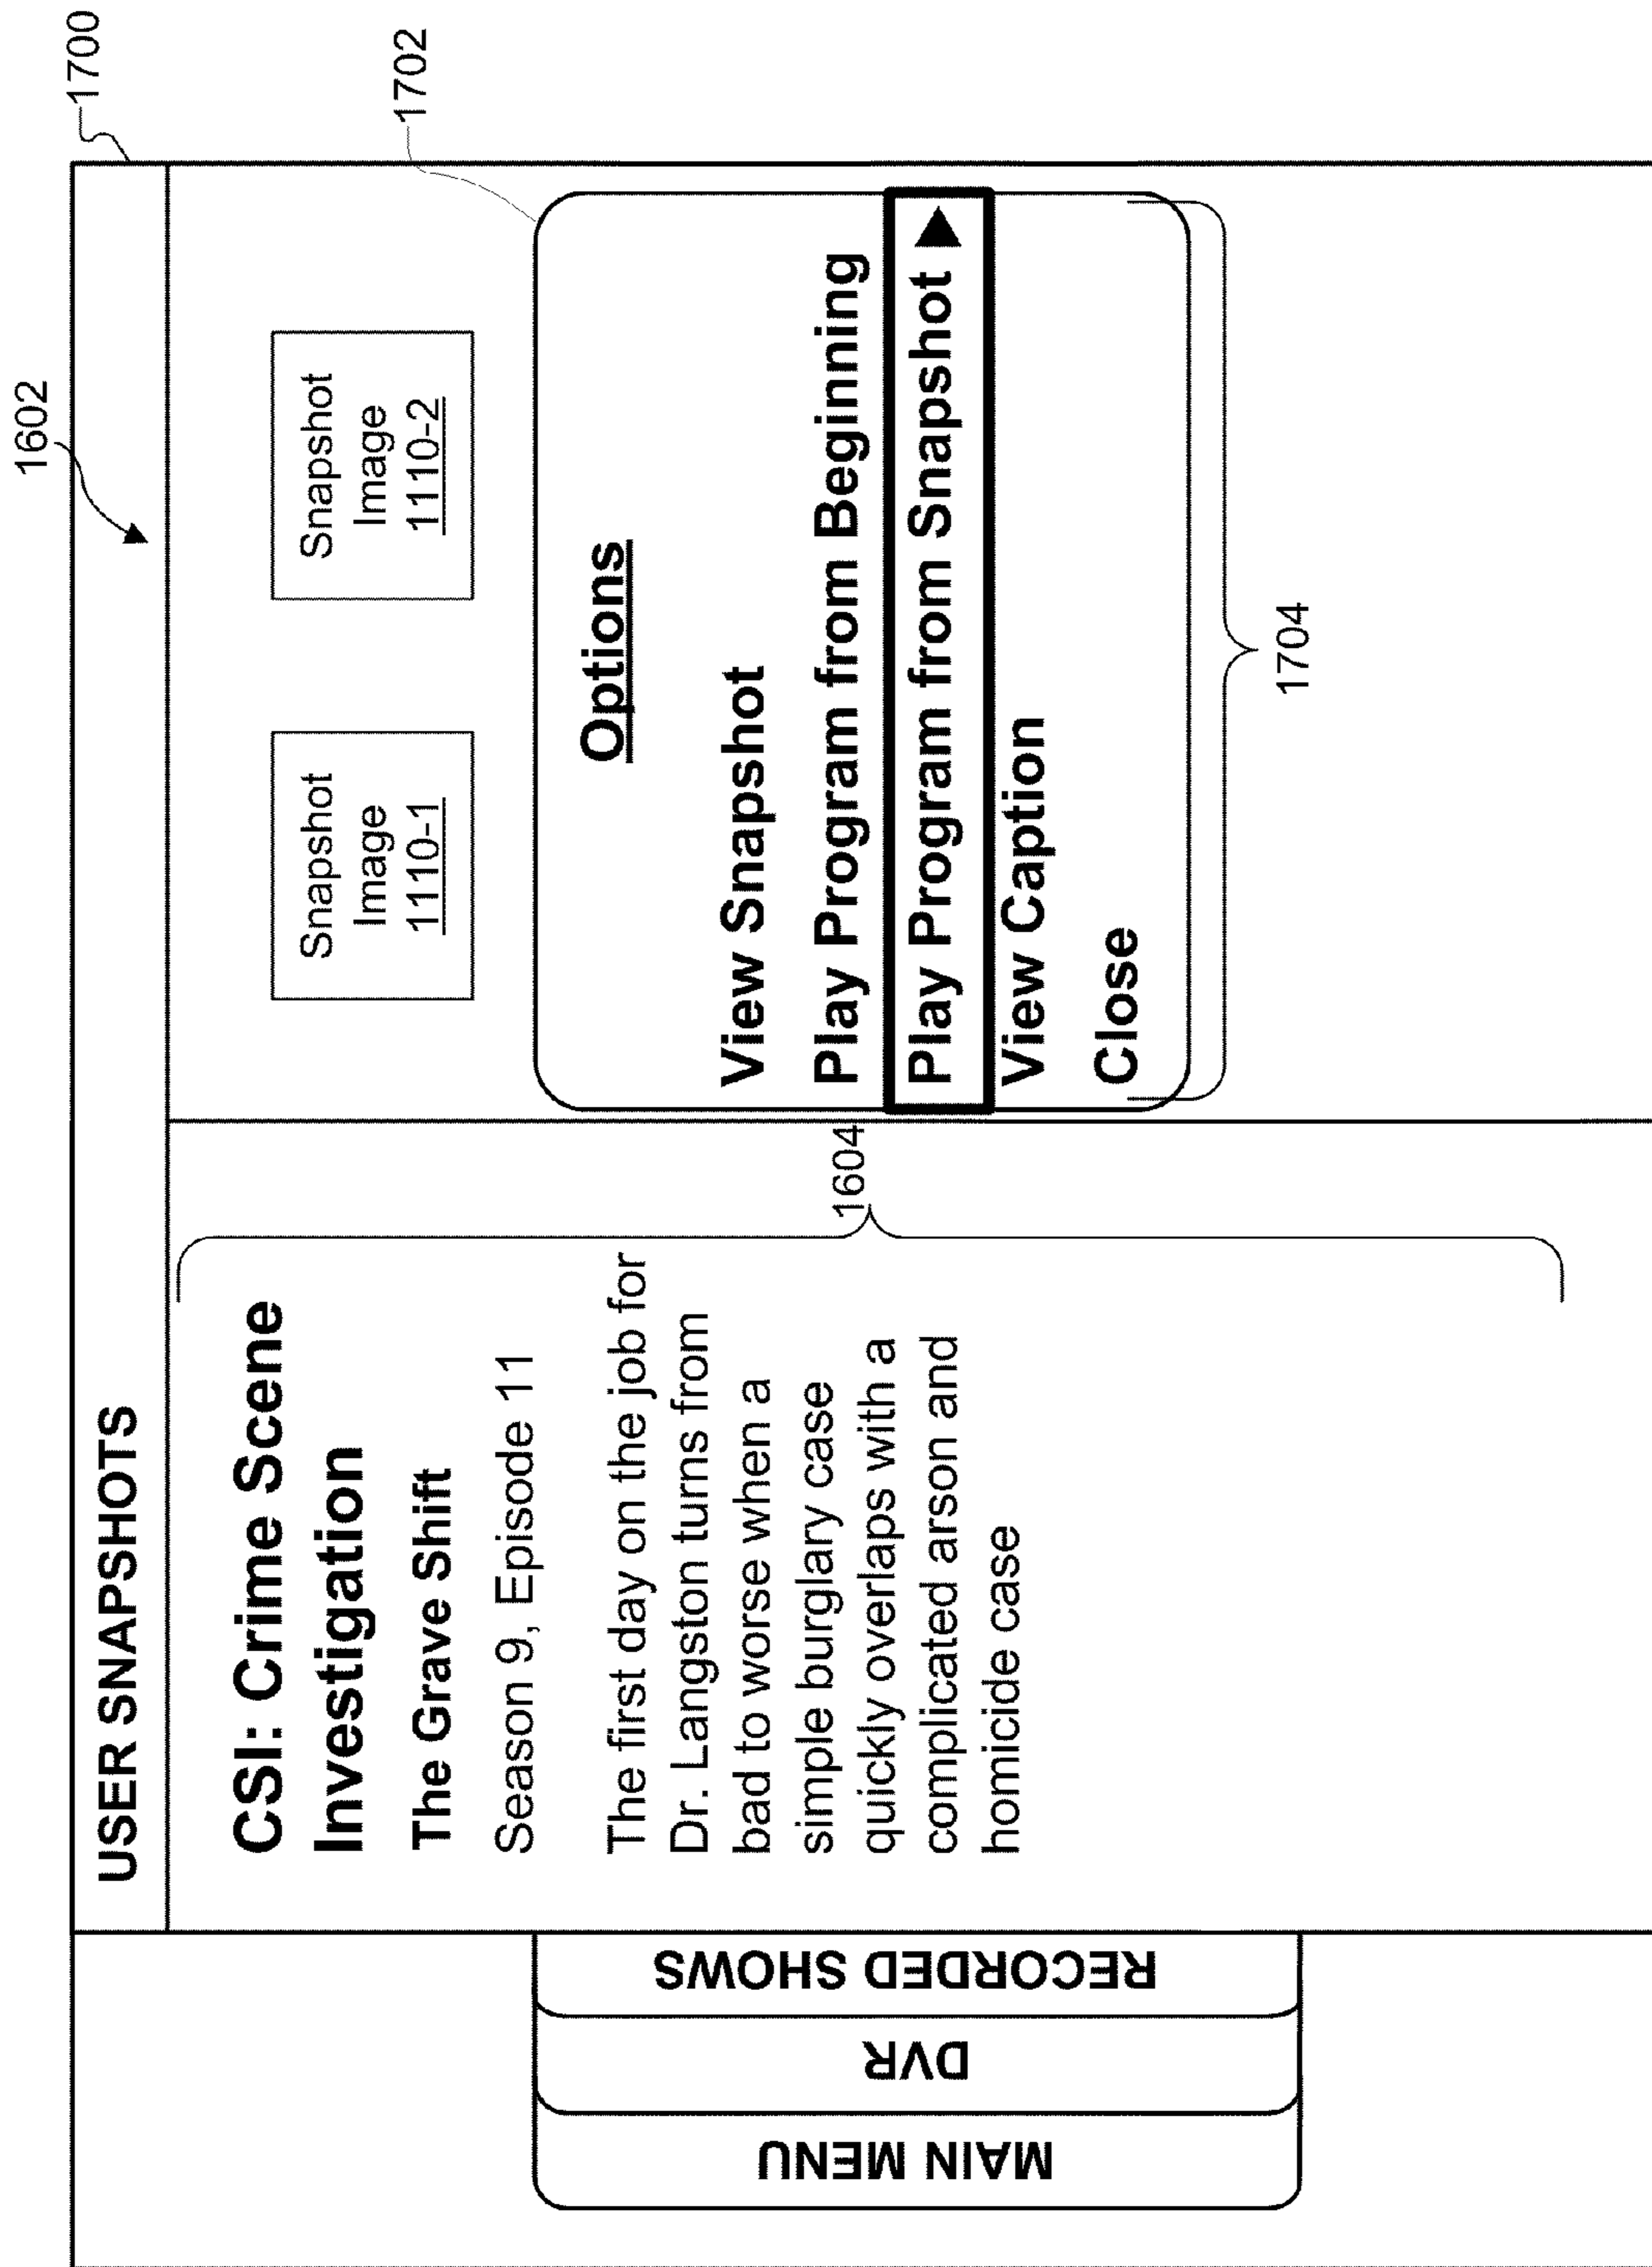 1602
1700
USER SNAPSHOTS
MAIN MENU
DVR
RECORDED SHOWS
CSI: Crime Scene
Investigation
The Grave Shift
Season 9, Episode 11
The first day on the job for
Dr. Langston turns from
bad to worse when a
simple burglary case
quickly overlaps with a
complicated arson and
homicide case
1604
Snapshot
Image
1110-1
Snapshot
Image
1110-2
1702
Options
View Snapshot
Play Program from Beginning
Play Program from Snapshot
View Caption
Close
1704